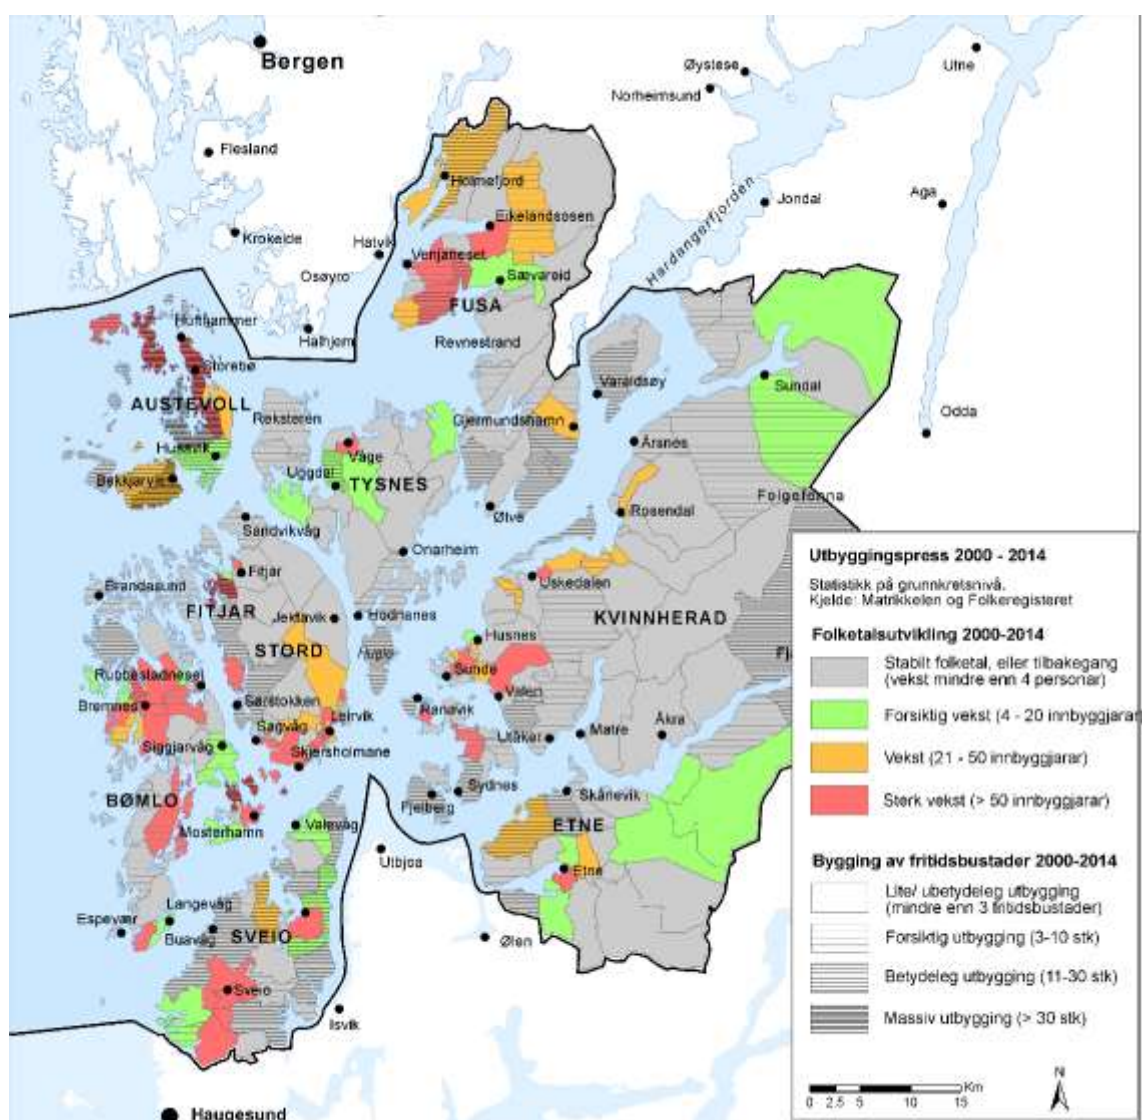 Bergen
Øystese
Utne
Norheimsund
Flesland
Holmefjord
Hardangerfjorden
Jondal
Aga
Eikelandsosen
Krokeide
Hatvik
Venjaneset
Osøyro
Sævareid
FUSA
Hufthammer
Halhjem
Revnestrand
Storebø
Varaldsøy
Sundal
AUSTEVOLL
Reksteren
Gjermundshamn
Odda
Årsnes
Husavik
Våge
Bekkjarvik
Uggdal
TYSNES
Folgefonna
Ølve
Rosendal
Sandvikvåg
Onarheim
Fitjar
Uskedalen
Brandasund
FITJAR
Jektavik
Hodnanes
KVINNHERAD
STORD
Huglo
Husnes
Fj
Rubbestadneset
Sunde
Valen
Bremnes
Sørstokken
Ranavik
Leirvik
Sagvåg
Utåker
Matre
Åkra
Siggjarvåg
Skjersholmane
Sydnes
BØMLO
Fjelberg
Skånevik
Mosterhamn
Valevåg
ETNE
Utbjoa
Etne
Langevåg
Espevær
Buavåg
SVEIO
Ølen
Sveio
Isvik
Haugesund
Utbyggingspress 2000 - 2014
Statistikk på grunnkretsnivå.
Kjelde: Matrikkelen og Folkeregisteret
Folketalsutvikling 2000-2014
Stabilt folketal, eller tilbakegang
(vekst mindre enn 4 personar)
Forsiktig vekst (4 - 20 innbyggjarar)
Vekst (21 - 50 innbyggjarar)
Sterk vekst (> 50 innbyggjarar)
Bygging av fritidsbustader 2000-2014
Lite/ ubetydeleg utbygging
(mindre enn 3 fritidsbustader)
Forsiktig utbygging (3-10 stk)
Betydeleg utbygging (11-30 stk)
Massiv utbygging (> 30 stk)
N
Km
0 2.5 5 10 15